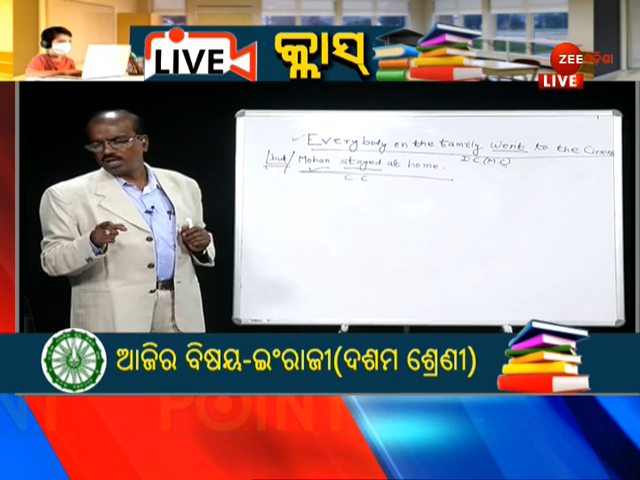 LIVE କ୍ଲାସ୍
ZEE ଓଡ଼ିଶା
LIVE
Everybody in the family went to the Cinema
I.C (M.C)
but/ Mohan stayed at home.
C. C
ଆଜିର ବିଷୟ-ଇଂରାଜୀ(ଦଶମ ଶ୍ରେଣୀ)
POINT